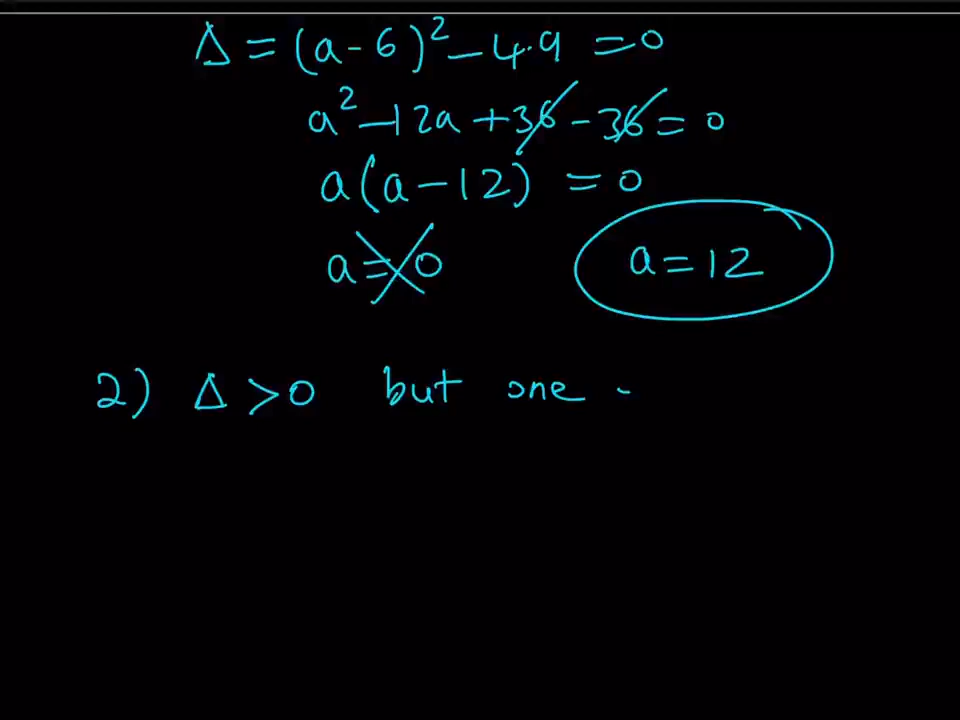 Δ = (a - 6)² - 4.9 = 0
a² - 12a + 36 - 36 = 0
a(a - 12) = 0
a = 0 a = 12
2) Δ > 0 but one -